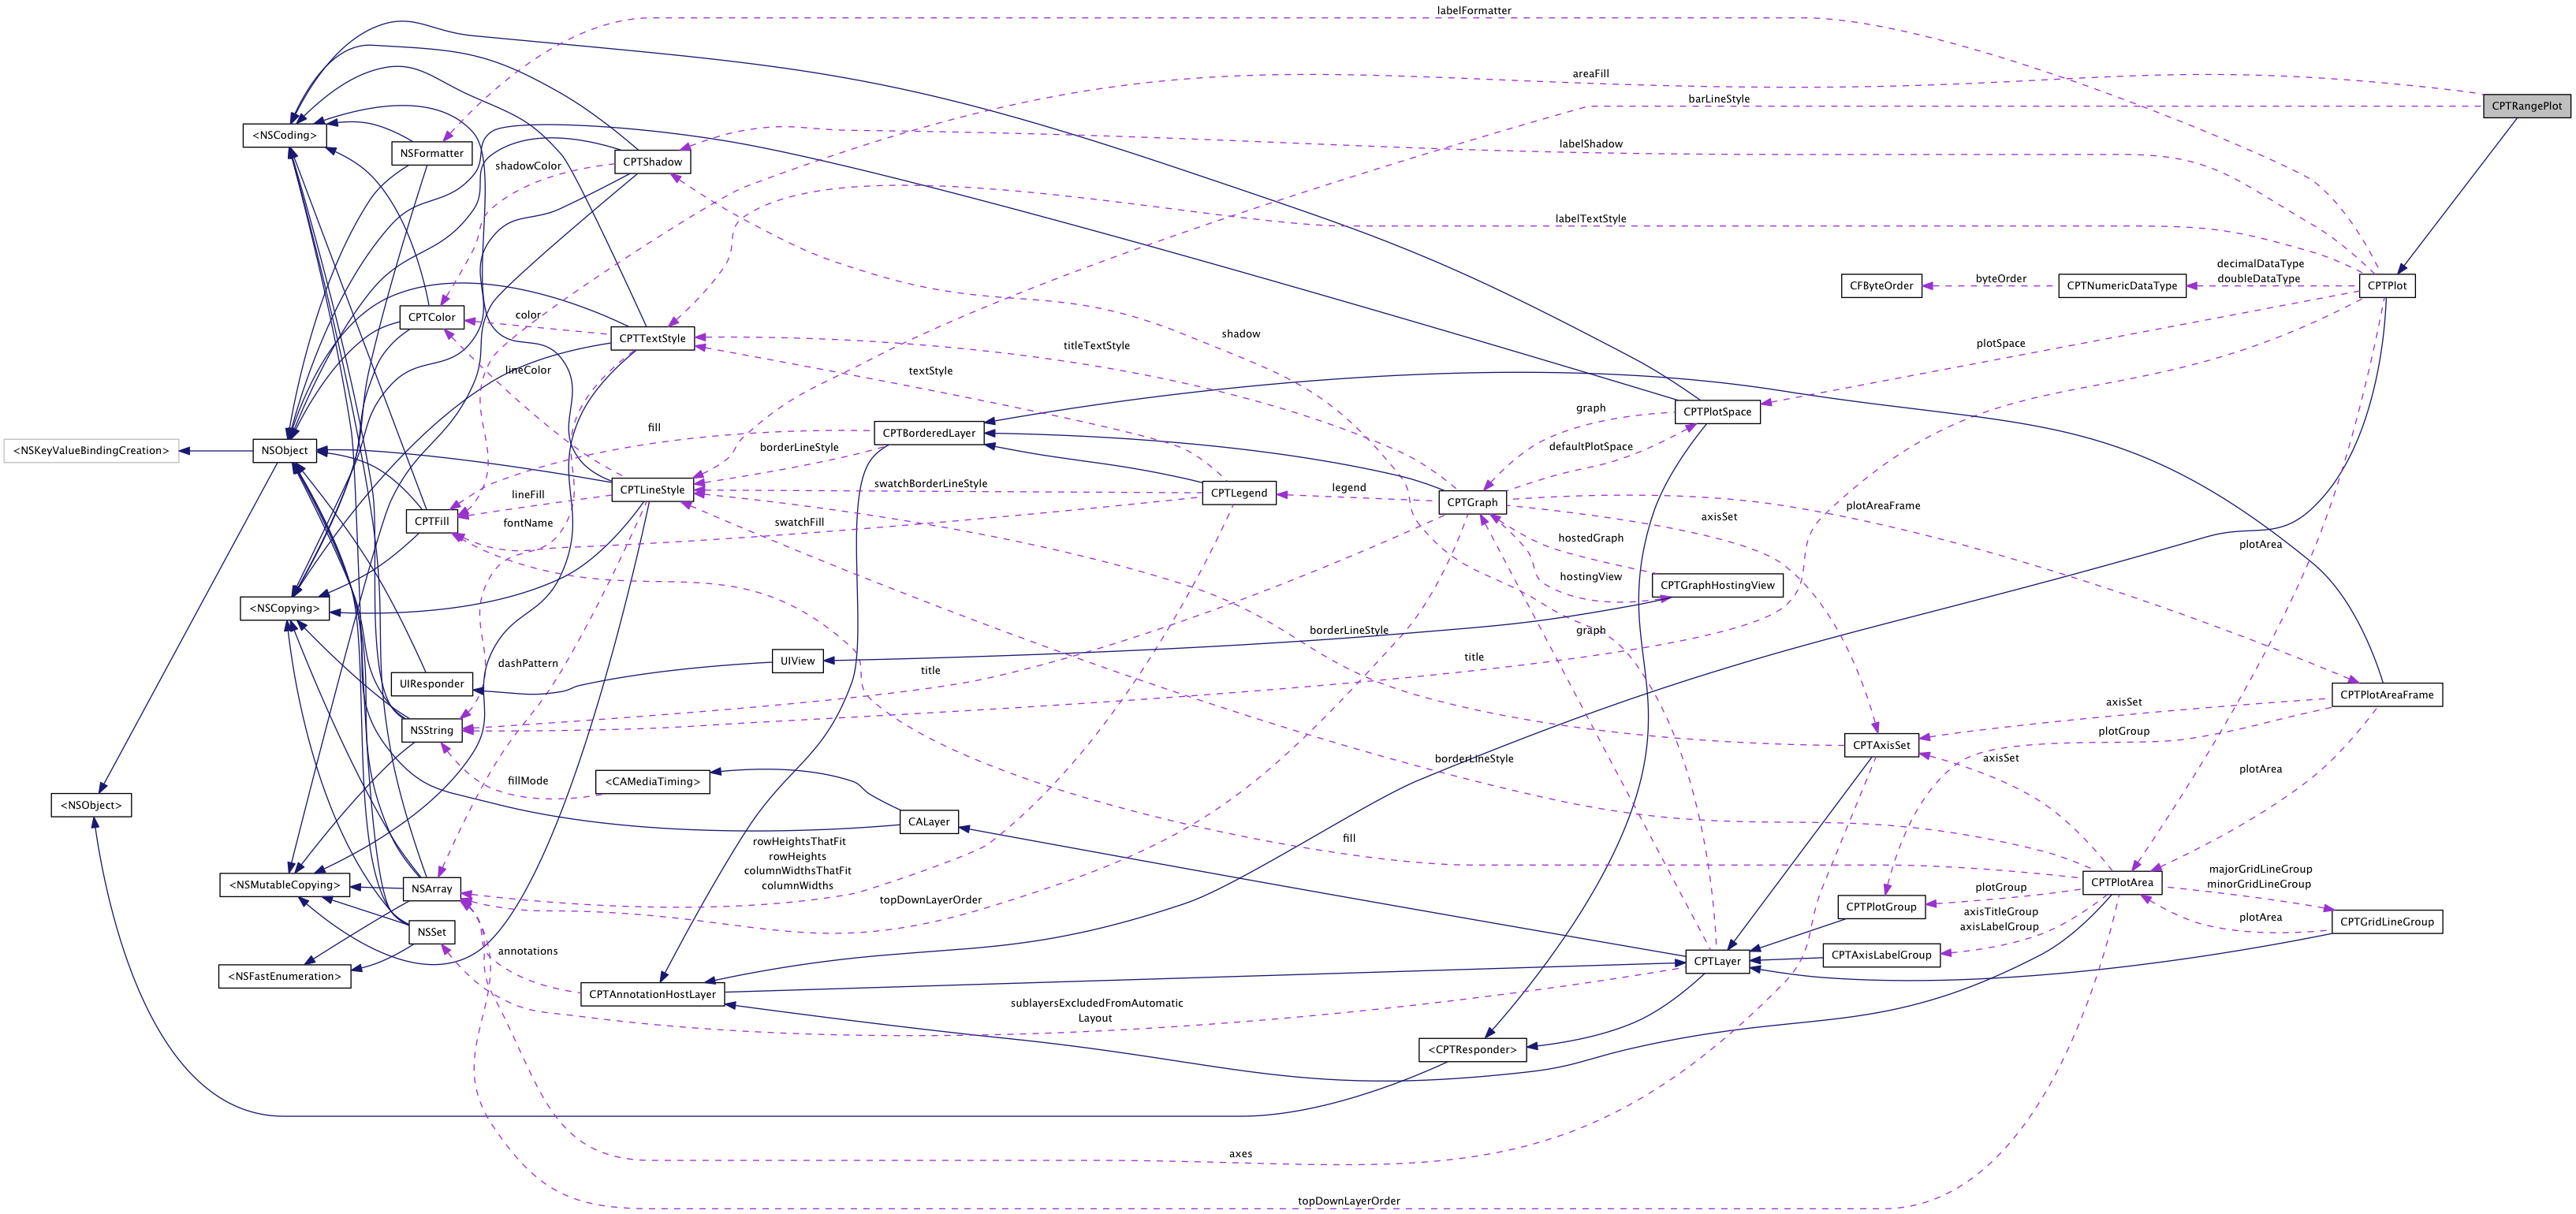 labelFormatter
areaFill
barLineStyle
CPTRangePlot
<NSCoding>
NSFormatter
CPTShadow
shadowColor
labelShadow
labelTextStyle
decimalDataType
doubleDataType
CFByteOrder
byteOrder
CPTNumericDataType
CPTPlot
CPTColor
color
CPTTextStyle
shadow
titleTextStyle
plotSpace
lineColor
textStyle
graph
CPTPlotSpace
fill
CPTBorderedLayer
borderLineStyle
defaultPlotSpace
<NSKeyValueBindingCreation>
NSObject
CPTLineStyle
swatchBorderLineStyle
CPTLegend
legend
CPTGraph
lineFill
CPTFill
fontName
swatchFill
axisSet
plotAreaFrame
hostedGraph
plotArea
hostingView
CPTGraphHostingView
<NSCopying>
borderLineStyle
graph
dashPattern
UIView
title
title
UIResponder
CPTPlotAreaFrame
axisSet
NSString
plotGroup
CPTAxisSet
borderLineStyle
axisSet
plotArea
fillMode
<CAMediaTiming>
<NSObject>
CALayer
rowHeightsThatFit
rowHeights
columnWidthsThatFit
columnWidths
fill
<NSMutableCopying>
NSArray
topDownLayerOrder
CPTPlotArea
majorGridLineGroup
minorGridLineGroup
plotGroup
CPTPlotGroup
axisTitleGroup
axisLabelGroup
plotArea
CPTGridLineGroup
NSSet
annotations
<NSFastEnumeration>
CPTLayer
CPTAxisLabelGroup
CPTAnnotationHostLayer
sublayersExcludedFromAutomatic
Layout
<CPTResponder>
axes
topDownLayerOrder